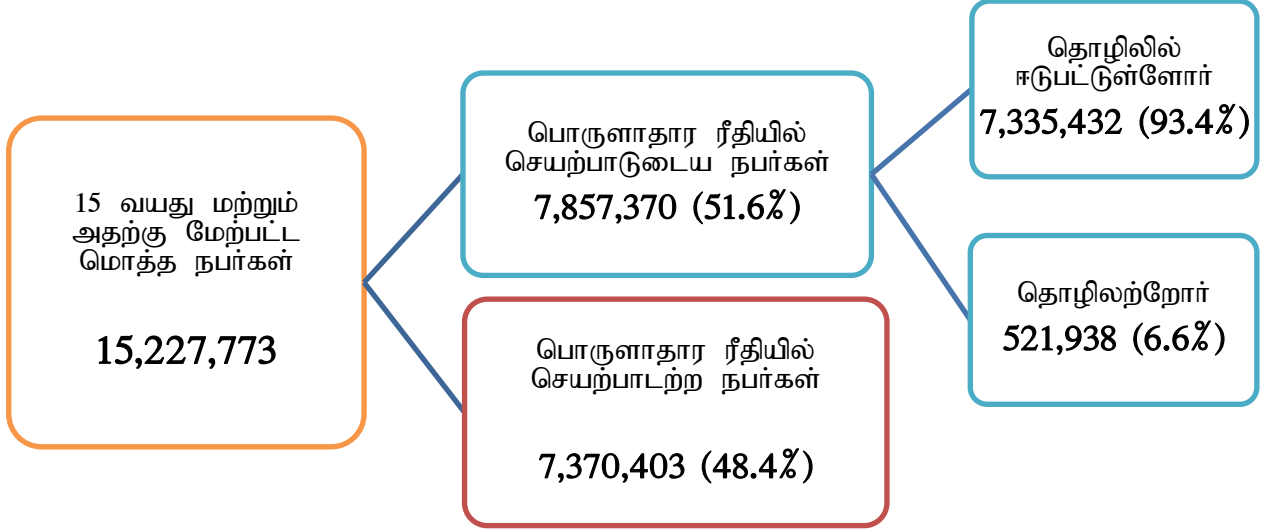 15 வயது மற்றும்
அதற்கு மேற்பட்ட
மொத்த நபர்கள்
15,227,773
பொருளாதார ரீதியில்
செயற்பாடுடைய நபர்கள்
7,857,370 (51.6%)
பொருளாதார ரீதியில்
செயற்பாடற்ற நபர்கள்
7,370,403 (48.4%)
தொழிலில்
ஈடுபட்டுள்ளோர்
7,335,432 (93.4%)
தொழிலற்றோர்
521,938 (6.6%)